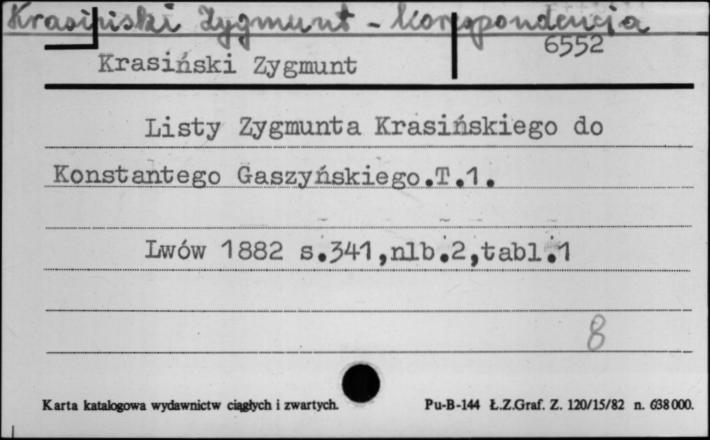 Krasiński Zygmunt - Korespondencja
6552
Krasiński Zygmunt
Listy Zygmunta Krasińskiego do
Konstantego Gaszyńskiego.T.1.
Lwów 1882 s.341,nlb.2,tabl.1
8
Karta katalogowa wydawnictw ciągłych i zwartych.
Pu-B-144 Ł.Z.Graf. Z. 120/15/82 n. 638000.